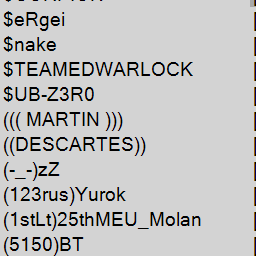 $eRgei
$nake
$TEAMEDWARLOCK
$UB-Z3R0
((( MARTIN )))
((DESCARTES))
(-_-)zZ
(123rus)Yurok
(1stLt)25thMEU_Molan
(5150)BT